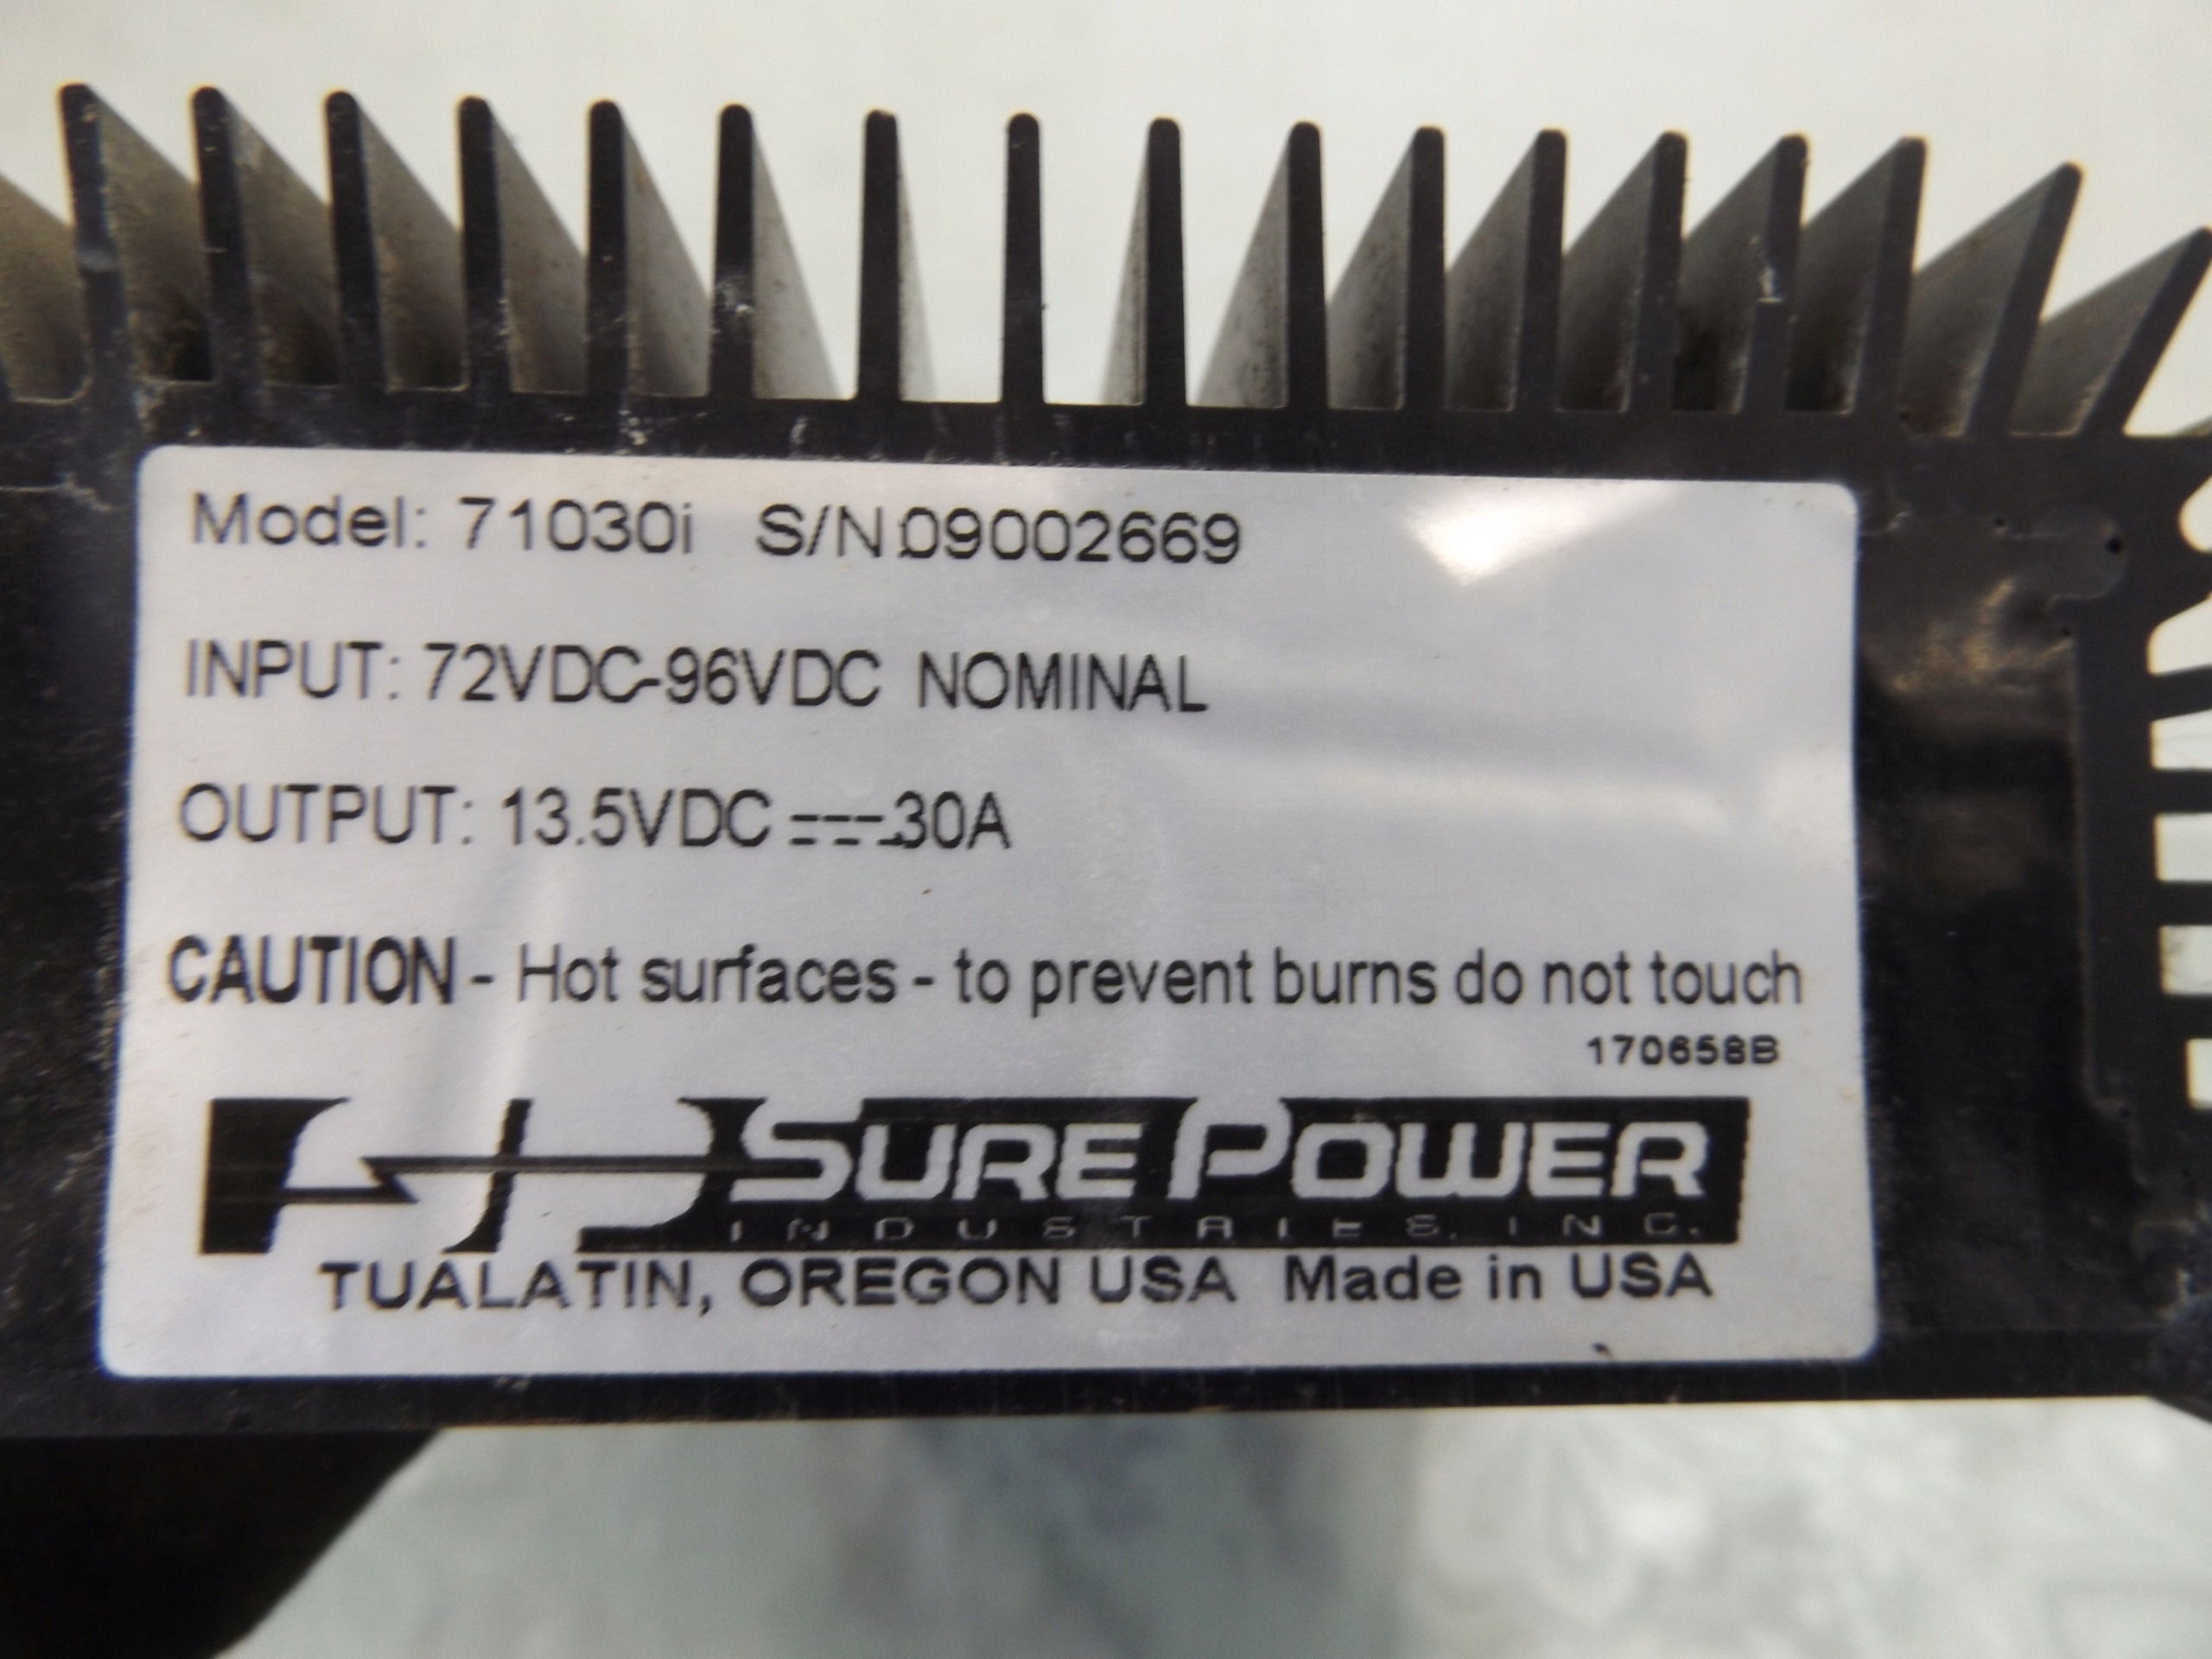 Model: 71030i S/N:09002669
INPUT: 72VDC-96VDC NOMINAL
OUTPUT: 13.5VDC ⎓ 30A
CAUTION - Hot surfaces - to prevent burns do not touch
170658B
SURE POWER
INDUSTRIES, INC.
TUALATIN, OREGON USA Made in USA